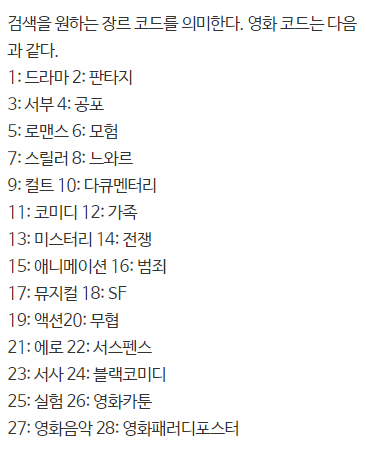 검색을 원하는 장르 코드를 의미한다. 영화 코드는 다음
과 같다.
1: 드라마 2: 판타지
3: 서부 4: 공포
5: 로맨스 6: 모험
7: 스릴러 8: 느와르
9: 컬트 10: 다큐멘터리
11: 코미디 12: 가족
13: 미스터리 14: 전쟁
15: 애니메이션 16: 범죄
17: 뮤지컬 18: SF
19: 액션20: 무협
21: 에로 22: 서스펜스
23: 서사 24: 블랙코미디
25: 실험 26: 영화카툰
27: 영화음악 28: 영화패러디포스터